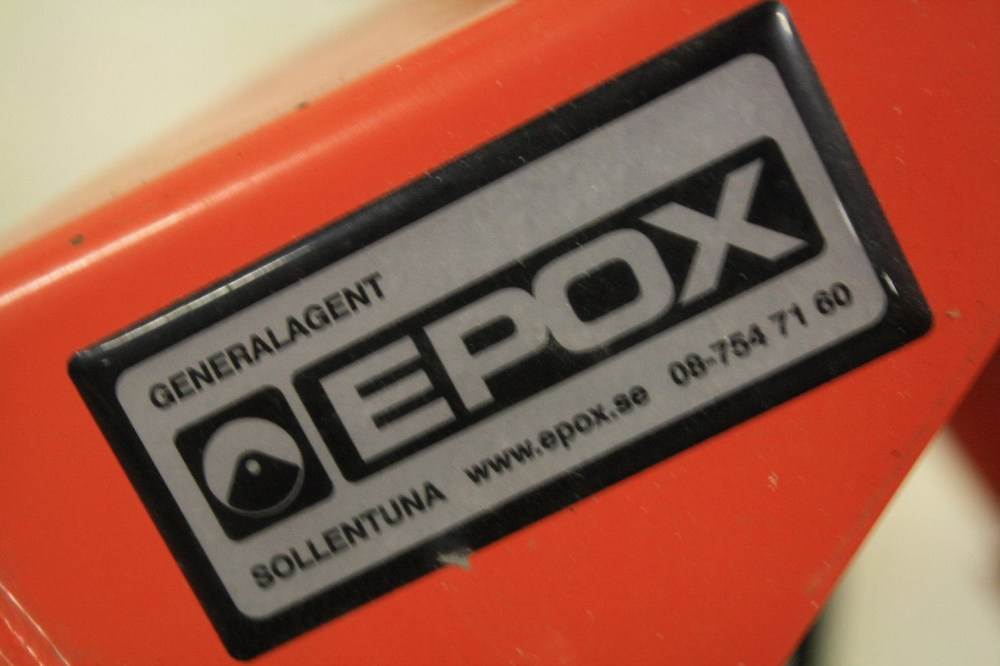 GENERALAGENT
EPOX
SOLLENTUNA www.epox.se 08-754 71 60